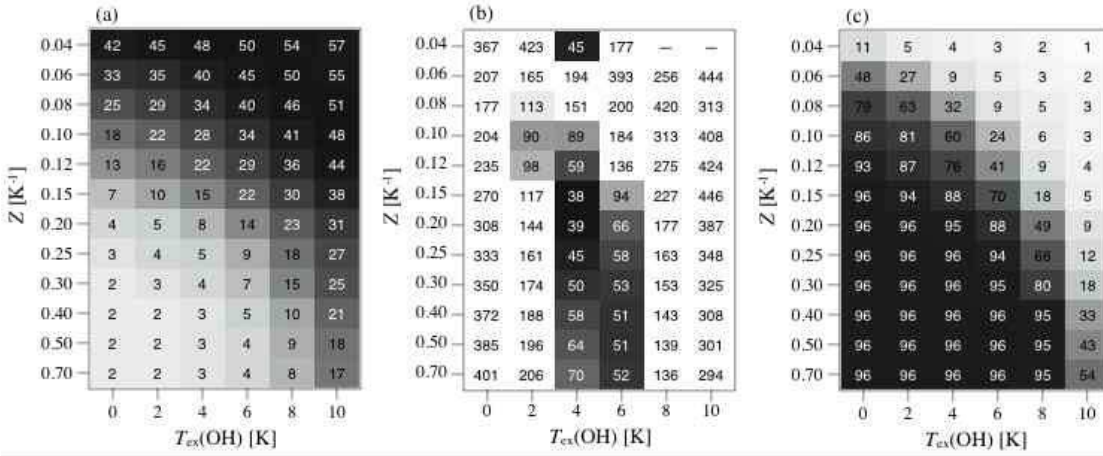 (a)
Z [K⁻¹]
0.04 42 45 48 50 54 57
0.06 33 35 40 45 50 55
0.08 25 29 34 40 46 51
0.10 18 22 28 34 41 48
0.12 13 16 22 29 36 44
0.15 7 10 15 22 30 38
0.20 4 5 8 14 23 31
0.25 3 4 5 9 18 27
0.30 2 3 4 7 15 25
0.40 2 2 3 5 10 21
0.50 2 2 3 4 9 18
0.70 2 2 3 4 8 17
0 2 4 6 8 10
Tex(OH) [K]
(b)
Z [K⁻¹]
0.04 367 423 45 177 – –
0.06 207 165 194 393 256 444
0.08 177 113 151 200 420 313
0.10 204 90 89 184 313 408
0.12 235 98 59 136 275 424
0.15 270 117 38 94 227 446
0.20 308 144 39 66 177 387
0.25 333 161 45 58 163 348
0.30 350 174 50 53 153 325
0.40 372 188 58 51 143 308
0.50 385 196 64 51 139 301
0.70 401 206 70 52 136 294
0 2 4 6 8 10
Tex(OH) [K]
(c)
Z [K⁻¹]
0.04 11 5 4 3 2 1
0.06 48 27 9 5 3 2
0.08 79 63 32 9 5 3
0.10 86 81 60 24 6 3
0.12 93 87 76 41 9 4
0.15 96 94 88 70 18 5
0.20 96 96 95 88 49 9
0.25 96 96 96 94 66 12
0.30 96 96 96 95 80 18
0.40 96 96 96 96 95 33
0.50 96 96 96 96 95 43
0.70 96 96 96 96 95 54
0 2 4 6 8 10
Tex(OH) [K]